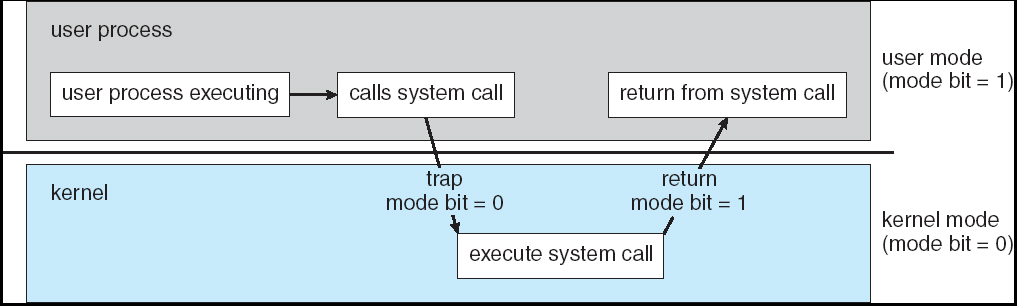 user process
user process executing
calls system call
return from system call
user mode
(mode bit = 1)
trap
mode bit = 0
return
mode bit = 1
kernel
execute system call
kernel mode
(mode bit = 0)